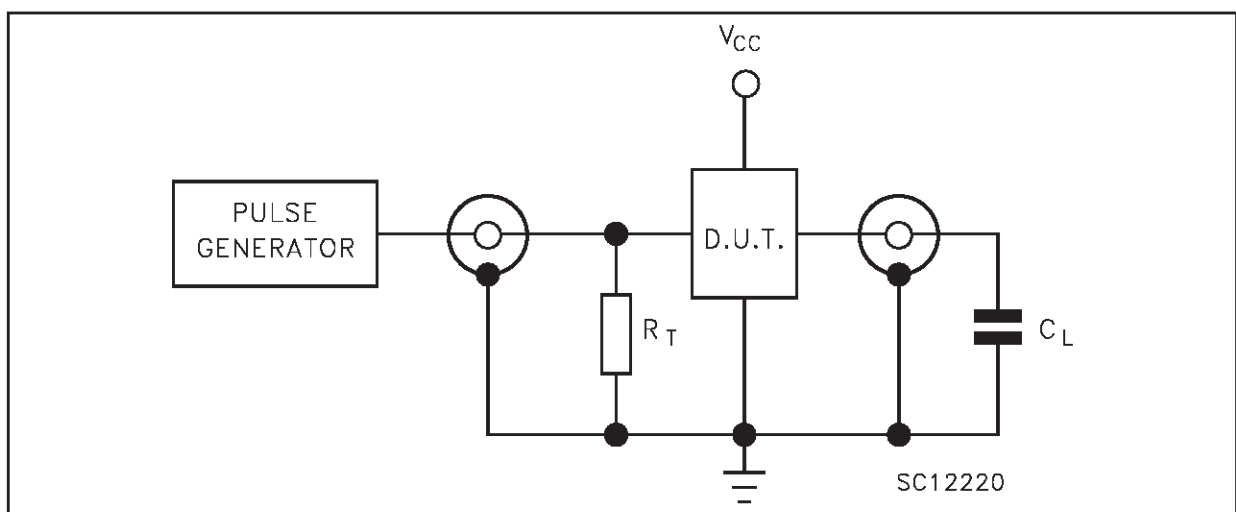 VCC
PULSE
GENERATOR
D.U.T.
RT
CL
SC12220